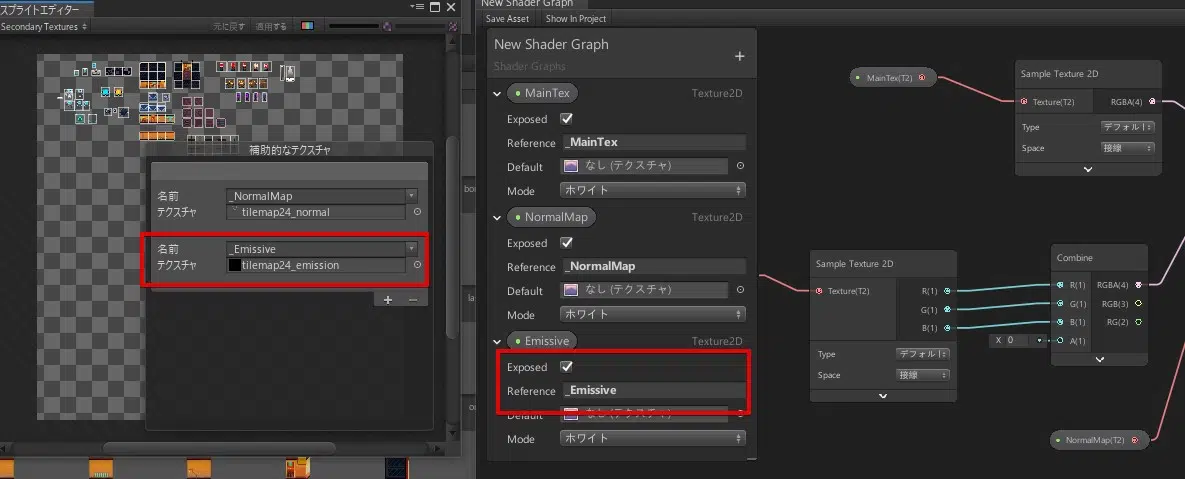 スプライトエディター
Secondary Textures
元に戻す
適用する
補助的なテクスチャ
名前
_NormalMap
テクスチャ
tilemap24_normal
名前
_Emissive
テクスチャ
tilemap24_emission
New Shader Graph
Save Asset
Show In Project
New Shader Graph
Shader Graphs
MainTex
Texture2D
Exposed
Reference
_MainTex
Default
なし (テクスチャ)
Mode
ホワイト
NormalMap
Texture2D
Exposed
Reference
_NormalMap
Default
なし (テクスチャ)
Mode
ホワイト
Emissive
Texture2D
Exposed
Reference
_Emissive
Default
なし (テクスチャ)
Mode
ホワイト
MainTex(T2)
Sample Texture 2D
Texture(T2)
RGBA(4)
Type
デフォル
Space
接線
Sample Texture 2D
Texture(T2)
R(1)
G(1)
B(1)
Type
デフォル
Space
接線
X 0
Combine
R(1)
RGBA(4)
G(1)
RGB(3)
B(1)
RG(2)
A(1)
NormalMap(T2)